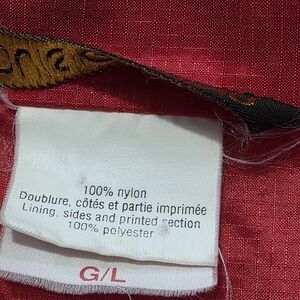 100% nylon
Doublure, côtés et partie imprimée
Lining, sides and printed section
100% polyester
G/L